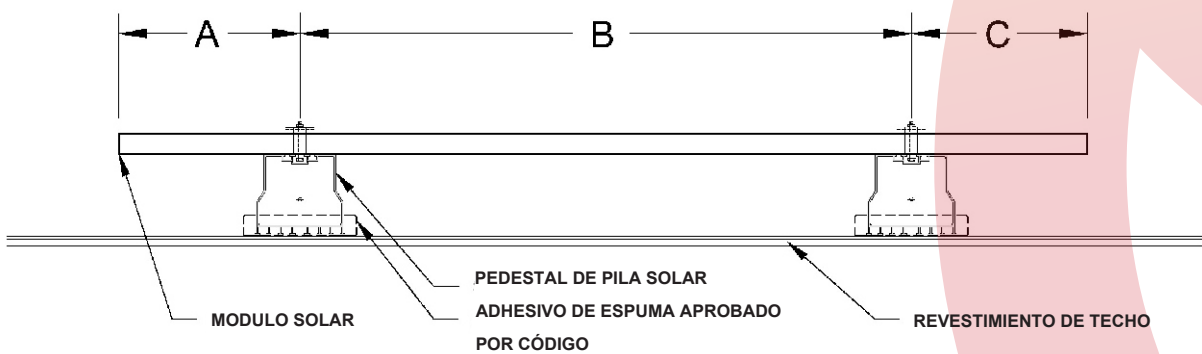 A B C
PEDESTAL DE PILA SOLAR
MODULO SOLAR
ADHESIVO DE ESPUMA APROBADO
POR CÓDIGO
REVESTIMIENTO DE TECHO